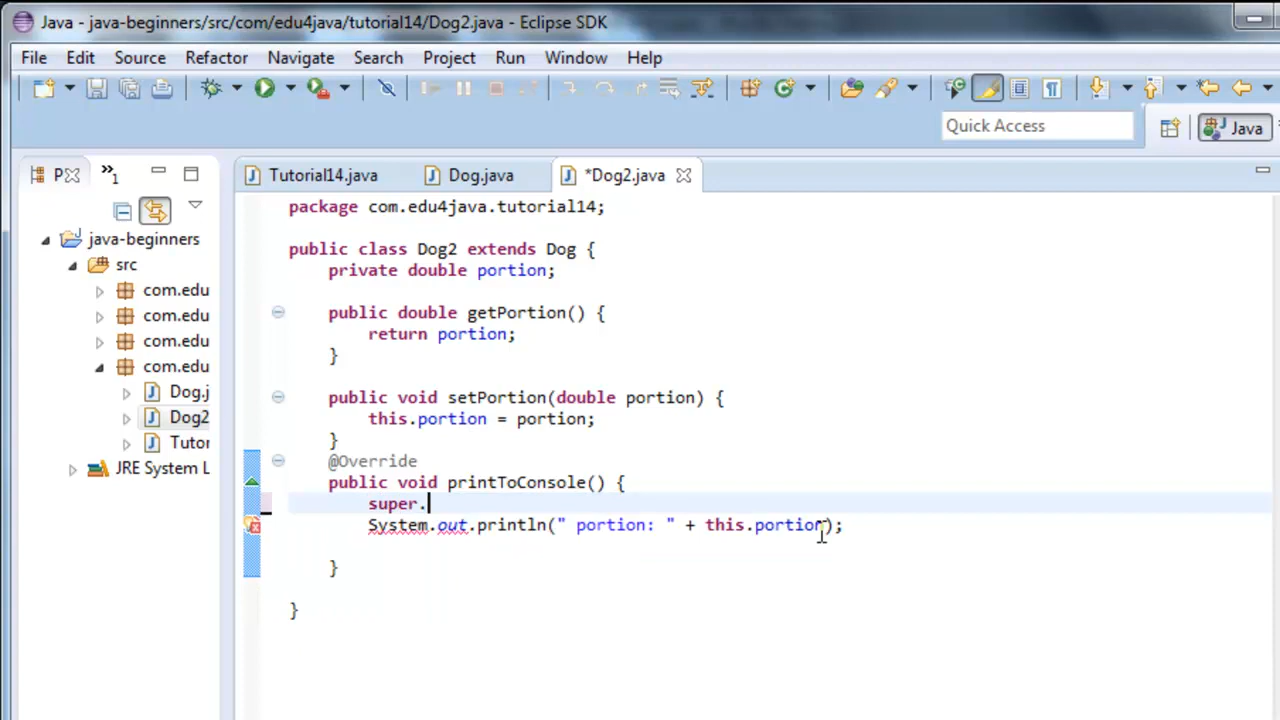 Java - java-beginners/src/com/edu4java/tutorial14/Dog2.java - Eclipse SDK
File Edit Source Refactor Navigate Search Project Run Window Help
Quick Access
Java
P
»1
Tutorial14.java
Dog.java
*Dog2.java
java-beginners
src
com.edu
com.edu
com.edu
com.edu
Dog.j
Dog2
Tutor
JRE System L
package com.edu4java.tutorial14;
public class Dog2 extends Dog {
private double portion;
public double getPortion() {
return portion;
}
public void setPortion(double portion) {
this.portion = portion;
}
@Override
public void printToConsole() {
super.
System.out.println(" portion: " + this.portion);
}
}